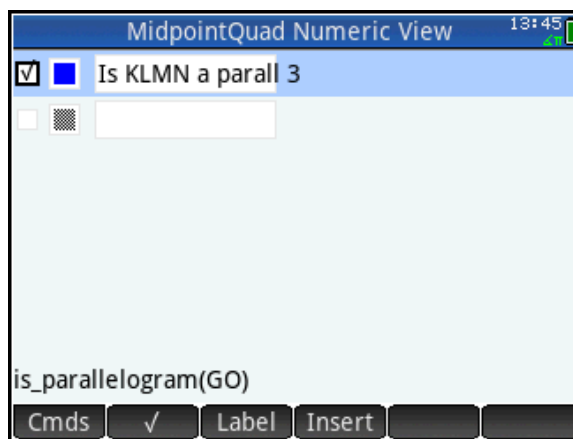 MidpointQuad Numeric View 13:45
∡π
√ Is KLMN a parall 3
is_parallelogram(GO)
Cmds √ Label Insert